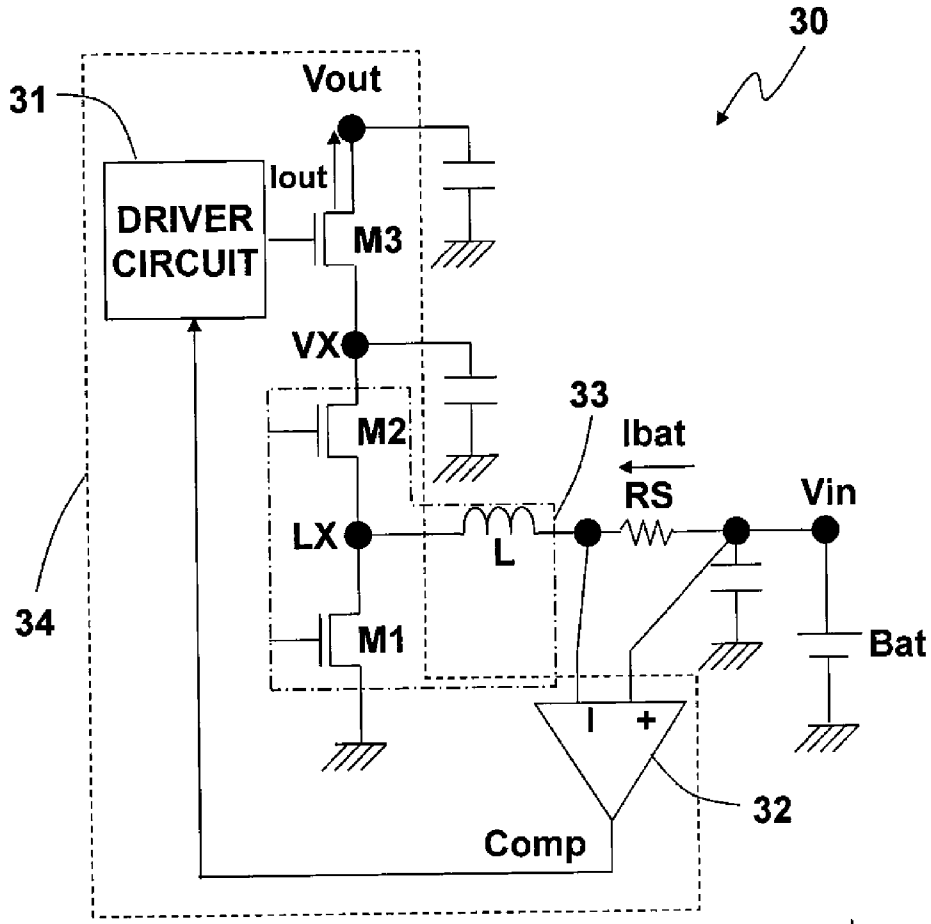 30
Vout
31
Iout
DRIVER
CIRCUIT
M3
VX
33
M2
Ibat
RS
Vin
LX
L
34
M1
Bat
- +
32
Comp